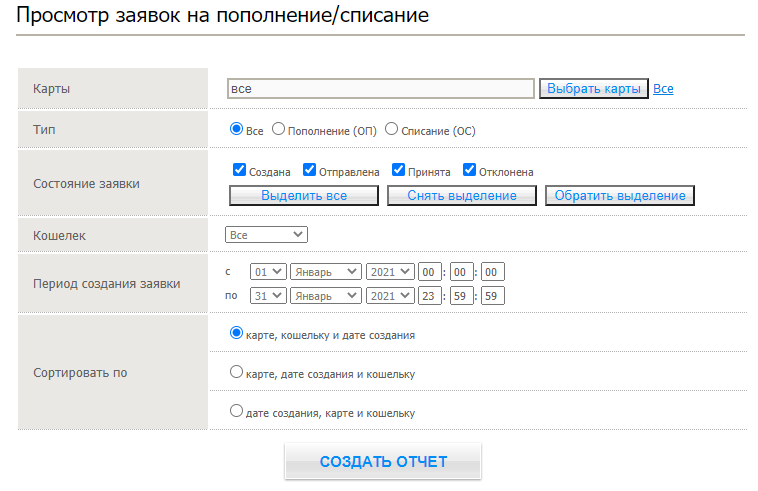 Просмотр заявок на пополнение/списание
Карты
все
Выбрать карты
Все
Тип
Все Пополнение (ОП) Списание (ОС)
Состояние заявки
Создана Отправлена Принята Отклонена
Выделить все Снять выделение Обратить выделение
Кошелек
Все
Период создания заявки
с 01 Январь 2021 00 : 00 : 00
по 31 Январь 2021 23 : 59 : 59
Сортировать по
карте, кошельку и дате создания
карте, дате создания и кошельку
дате создания, карте и кошельку
СОЗДАТЬ ОТЧЕТ